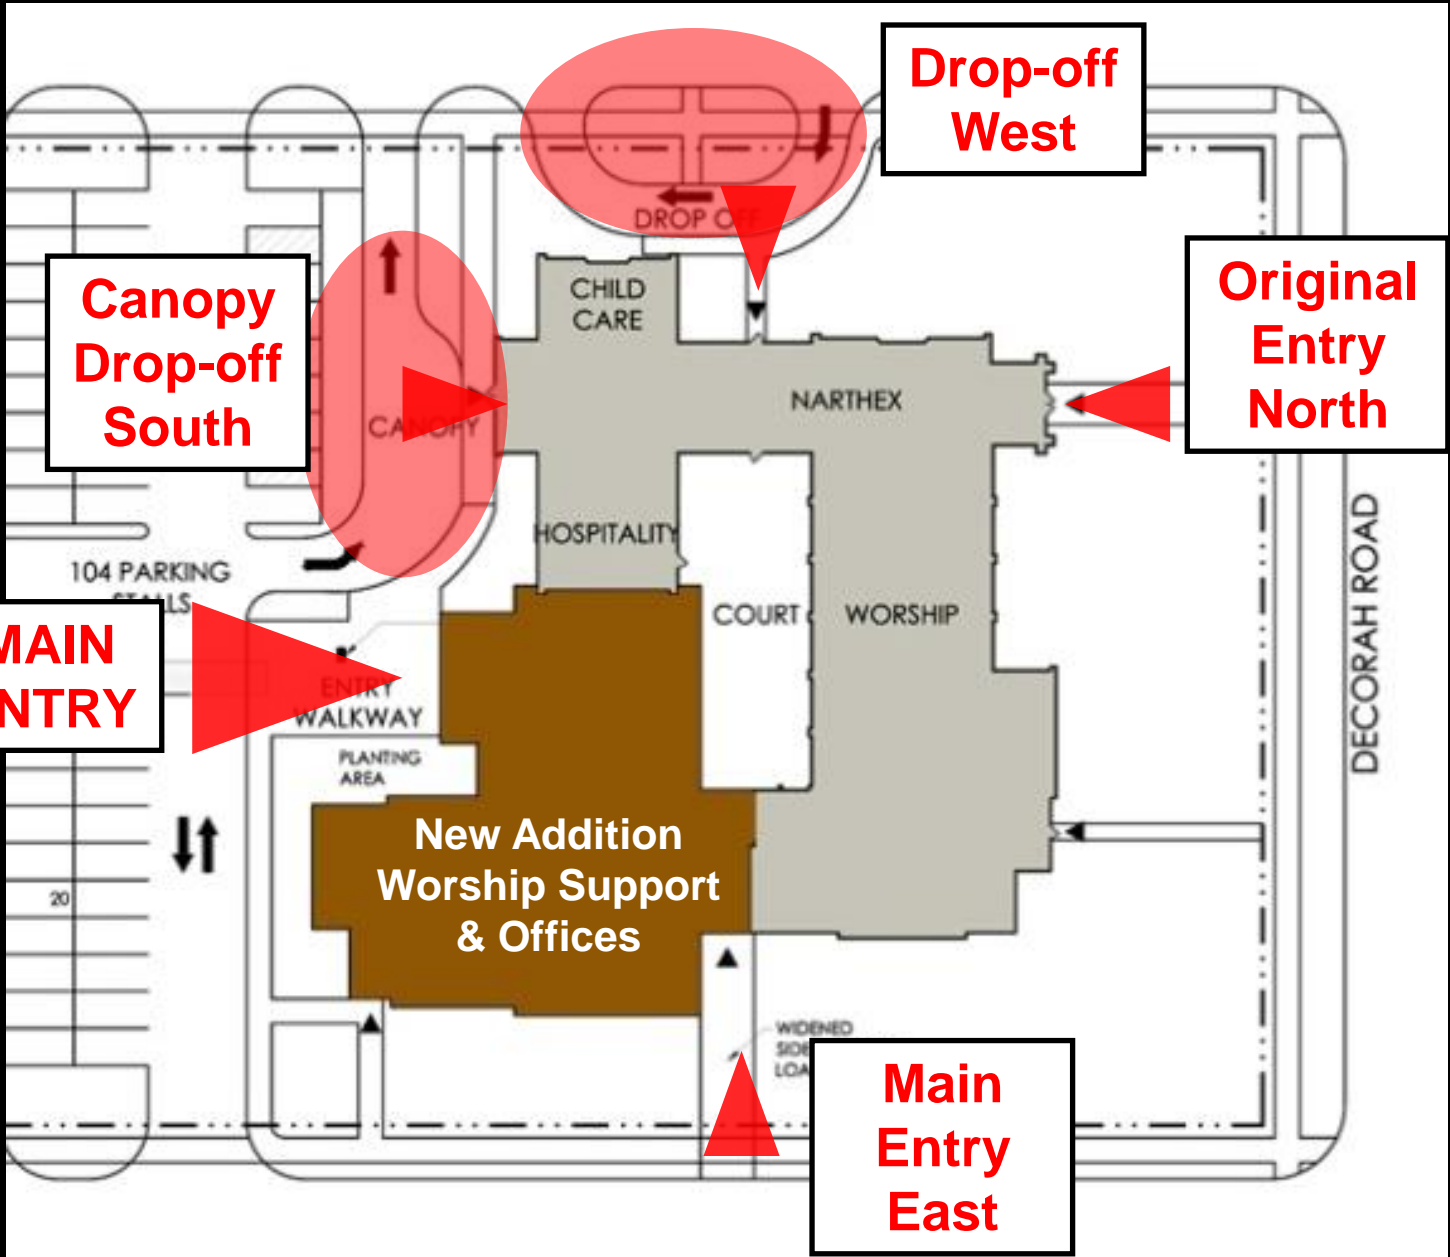 Drop-off
West
DROP OFF
Canopy
Drop-off
South
CHILD
CARE
Original
Entry
North
NARTHEX
CANOPY
HOSPITALITY
104 PARKING
STALLS
COURT
WORSHIP
DECORAH ROAD
MAIN
ENTRY
ENTRY
WALKWAY
PLANTING
AREA
New Addition
Worship Support
& Offices
20
WIDENED
Main
Entry
East